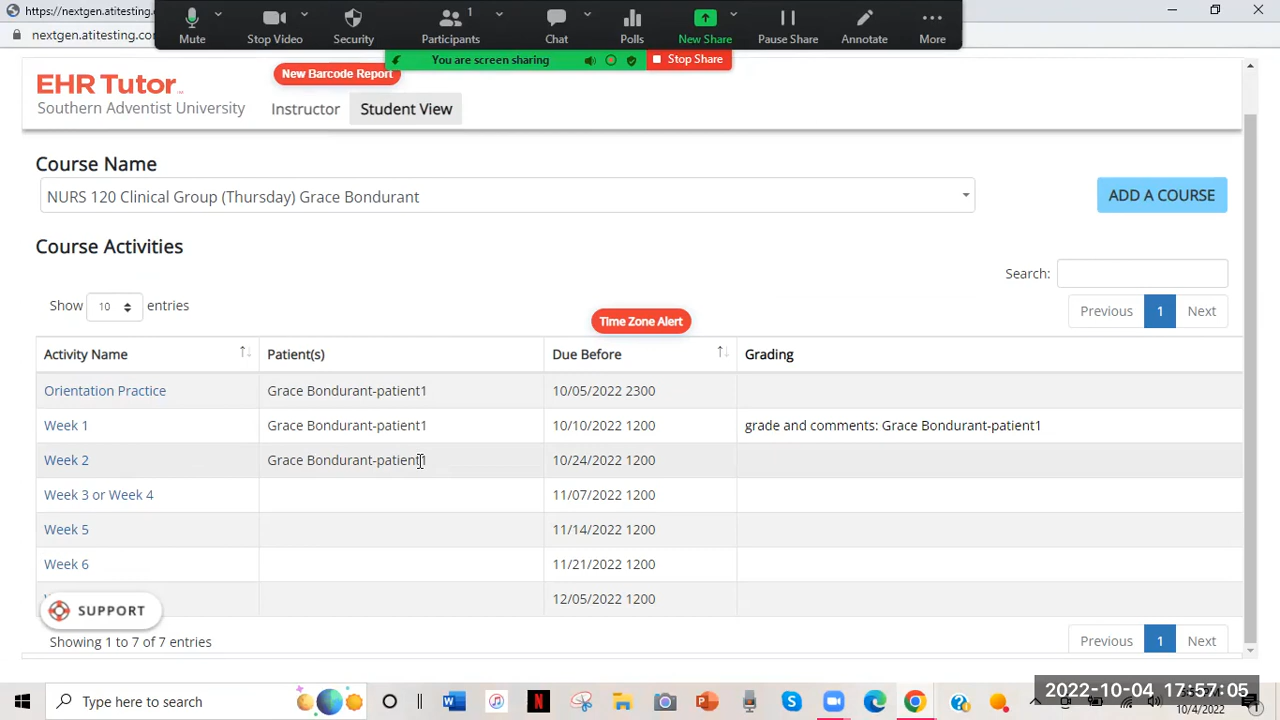 https://nextgen.atitesting.
nextgen.atitesting.co
Mute
Stop Video
Security
1
Participants
Chat
Polls
New Share
Pause Share
Annotate
More
You are screen sharing
Stop Share
New Barcode Report
EHR Tutor
Southern Adventist University
Instructor
Student View
Course Name
NURS 120 Clinical Group (Thursday) Grace Bondurant
ADD A COURSE
Course Activities
Search:
Show 10 entries
Previous 1 Next
Time Zone Alert
Activity Name Patient(s) Due Before Grading
Orientation Practice Grace Bondurant-patient1 10/05/2022 2300
Week 1 Grace Bondurant-patient1 10/10/2022 1200 grade and comments: Grace Bondurant-patient1
Week 2 Grace Bondurant-patient1 10/24/2022 1200
Week 3 or Week 4 11/07/2022 1200
Week 5 11/14/2022 1200
Week 6 11/21/2022 1200
12/05/2022 1200
SUPPORT
Showing 1 to 7 of 7 entries
Previous 1 Next
Type here to search
2022-10-04 17:57:05
10/4/2022